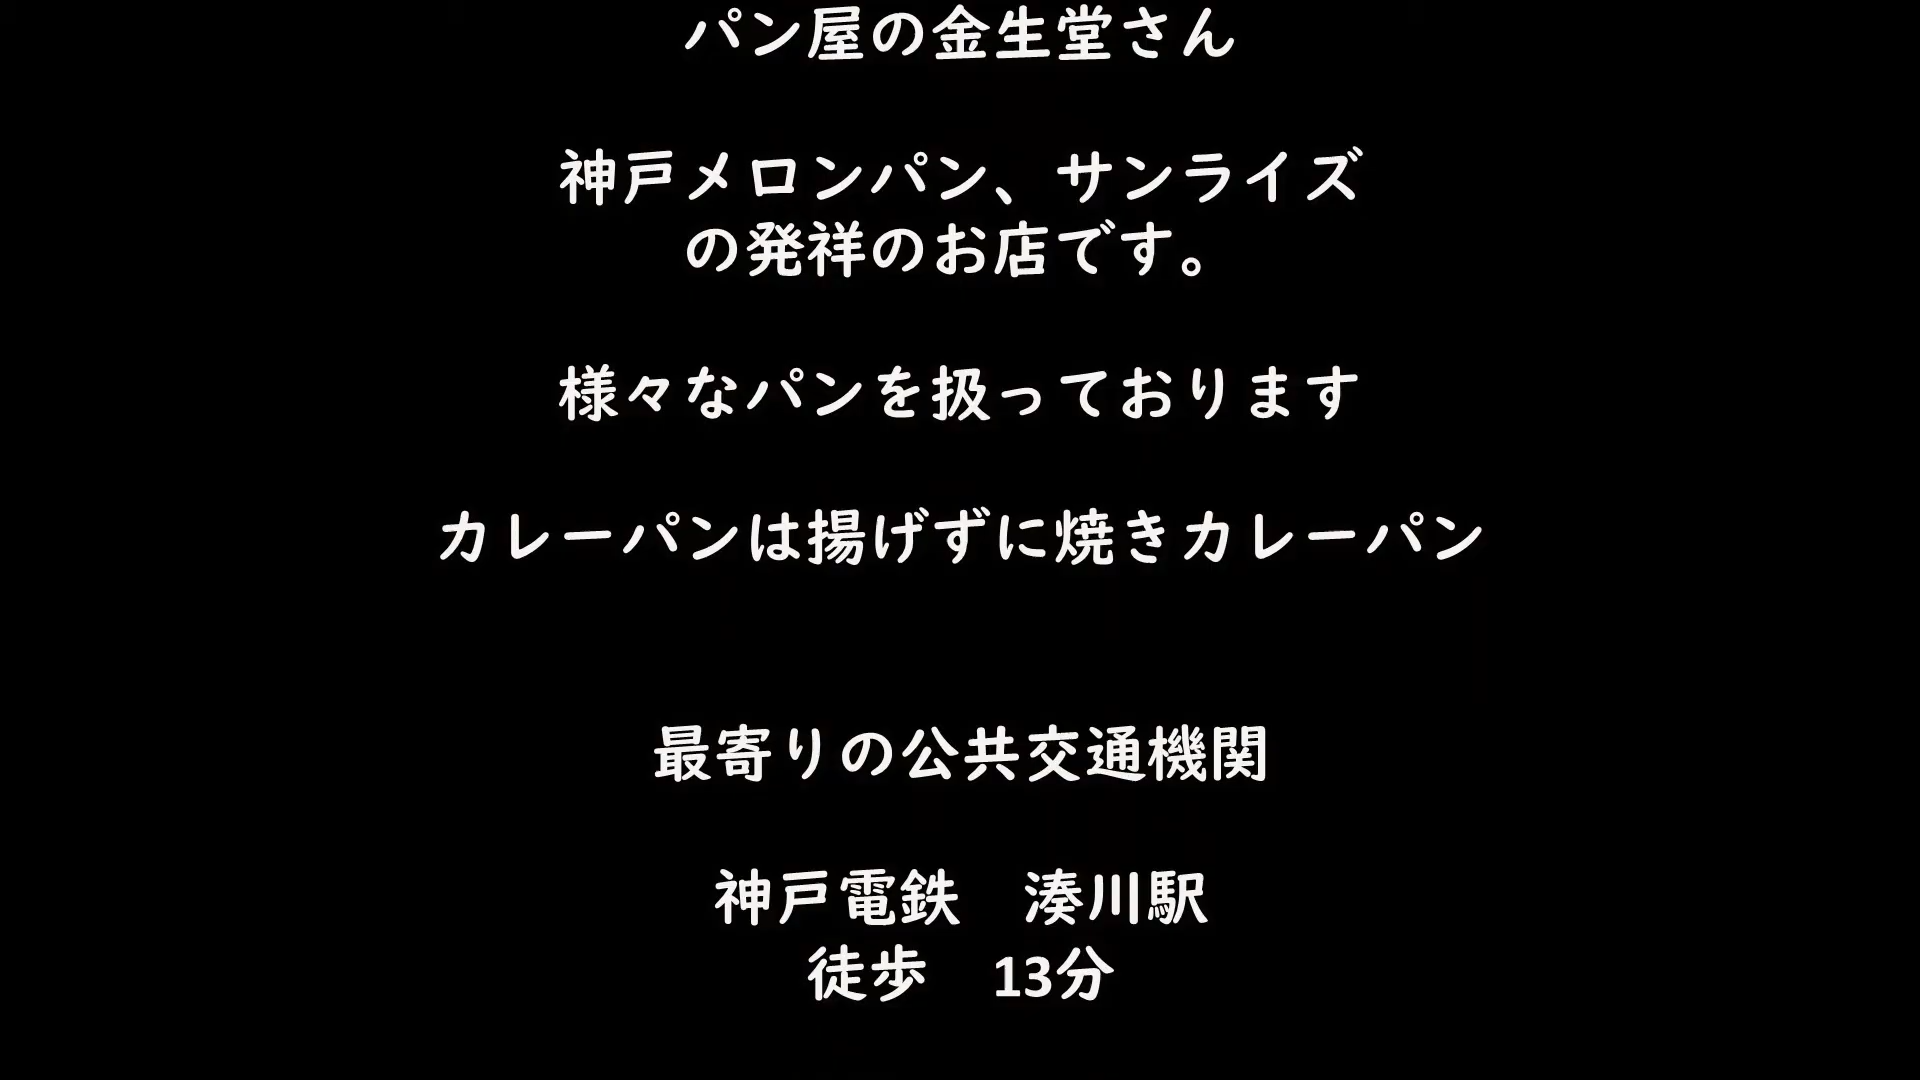 パン屋の金生堂さん
神戸メロンパン、サンライズ
の発祥のお店です。
様々なパンを扱っております
カレーパンは揚げずに焼きカレーパン
最寄りの公共交通機関
神戸電鉄　湊川駅
徒歩　13分